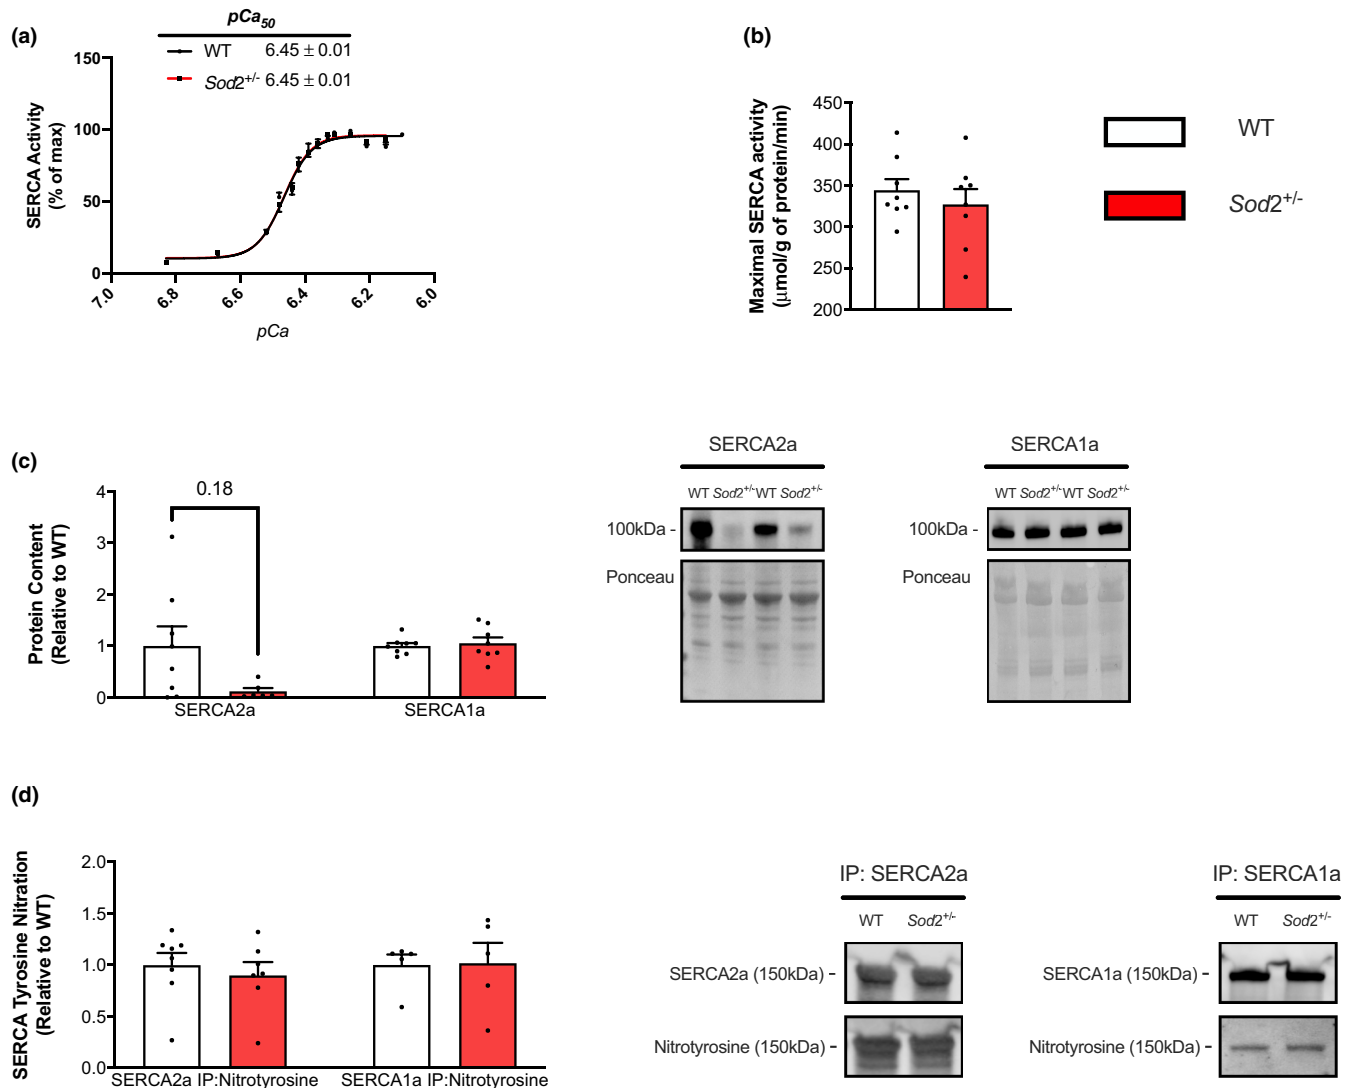 (a)
pCa50
WT 6.45 ± 0.01
Sod2+/- 6.45 ± 0.01
SERCA Activity
(% of max)
150
100
50
0
7.0 6.8 6.6 6.4 6.2 6.0
pCa
(b)
Maximal SERCA activity
(μmol/g of protein/min)
450
400
350
300
250
200
WT
Sod2+/-
(c)
Protein Content
(Relative to WT)
4
3
2
1
0
0.18
SERCA2a SERCA1a
SERCA2a
WT Sod2+/- WT Sod2+/-
100kDa -
Ponceau
SERCA1a
WT Sod2+/- WT Sod2+/-
100kDa -
Ponceau
(d)
SERCA Tyrosine Nitration
(Relative to WT)
2.0
1.5
1.0
0.5
0.0
SERCA2a IP:Nitrotyrosine SERCA1a IP:Nitrotyrosine
IP: SERCA2a
WT Sod2+/-
SERCA2a (150kDa) -
Nitrotyrosine (150kDa) -
IP: SERCA1a
WT Sod2+/-
SERCA1a (150kDa) -
Nitrotyrosine (150kDa) -